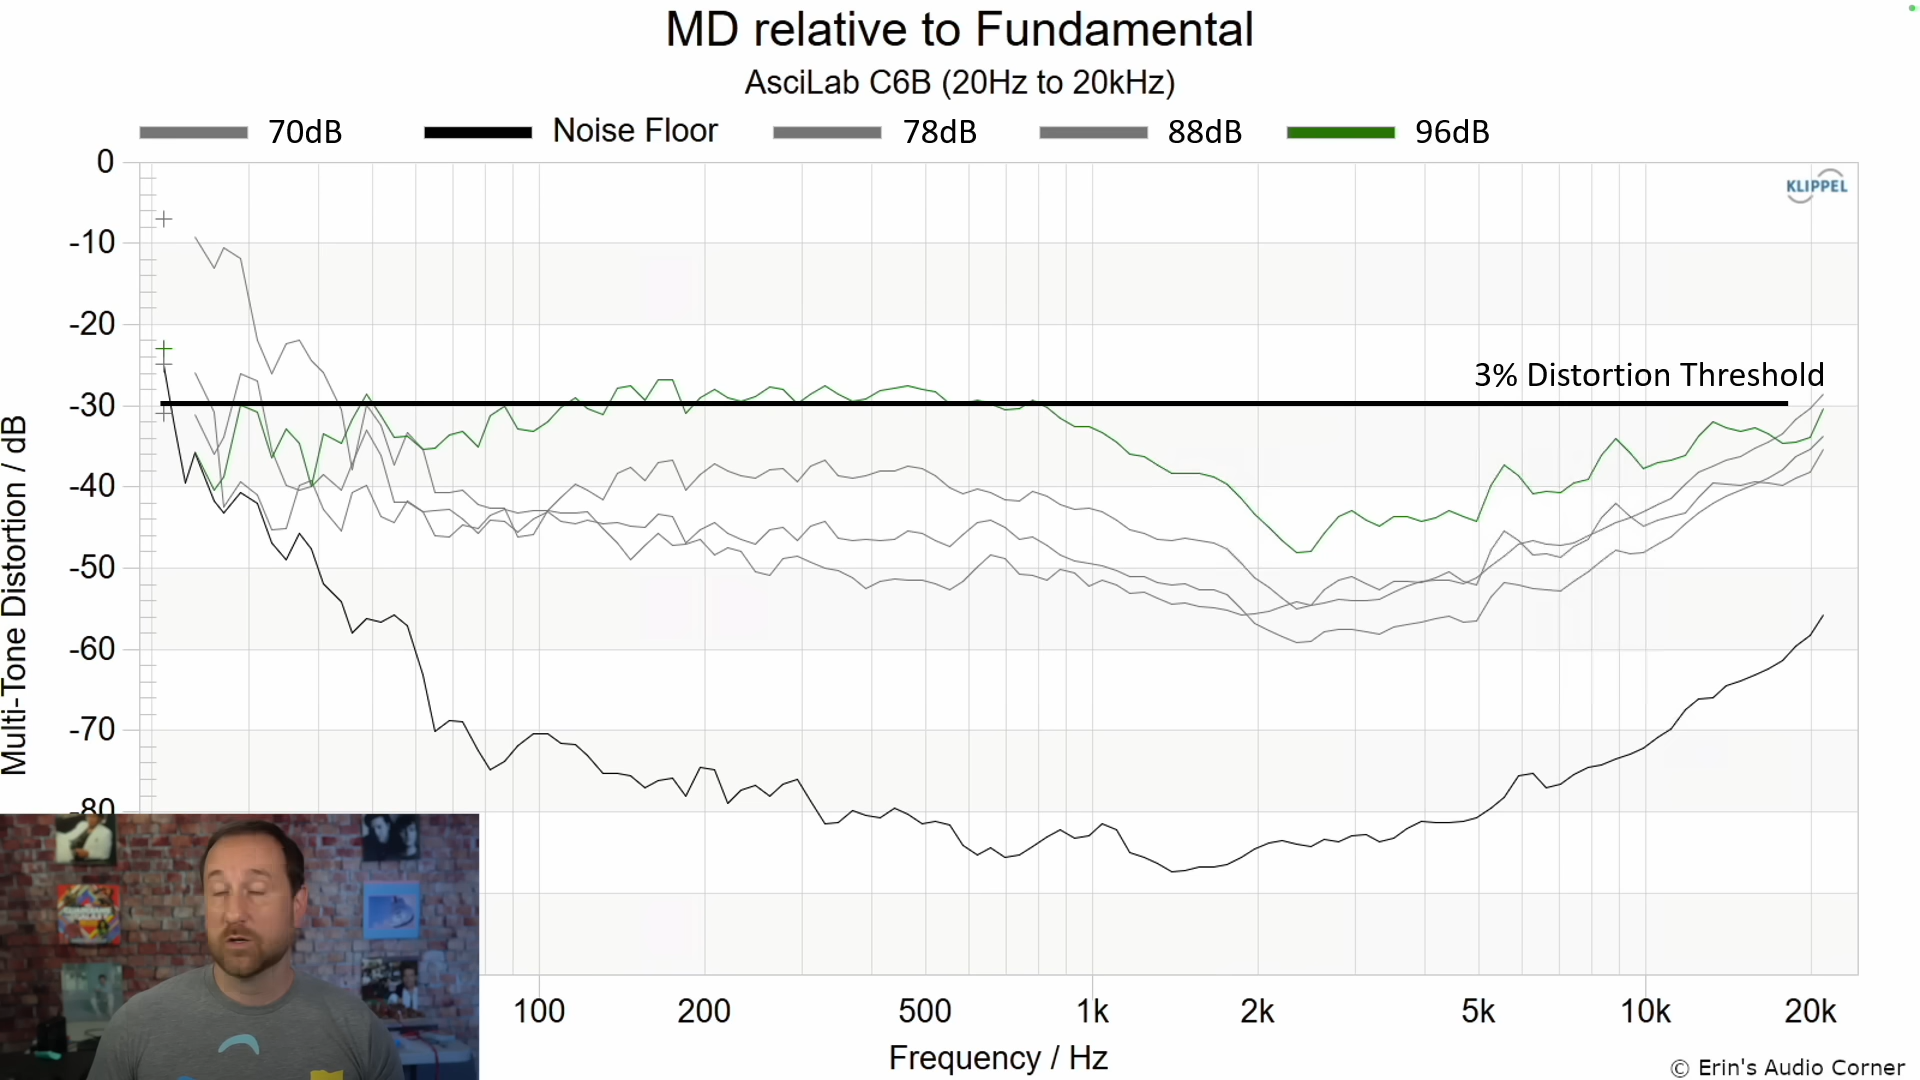 MD relative to Fundamental
AsciLab C6B (20Hz to 20kHz)
70dB Noise Floor 78dB 88dB 96dB
KLIPPEL
0
-10
-20
-30
-40
-50
-60
-70
-80
Multi-Tone Distortion / dB
3% Distortion Threshold
100 200 500 1k 2k 5k 10k 20k
Frequency / Hz
© Erin's Audio Corner